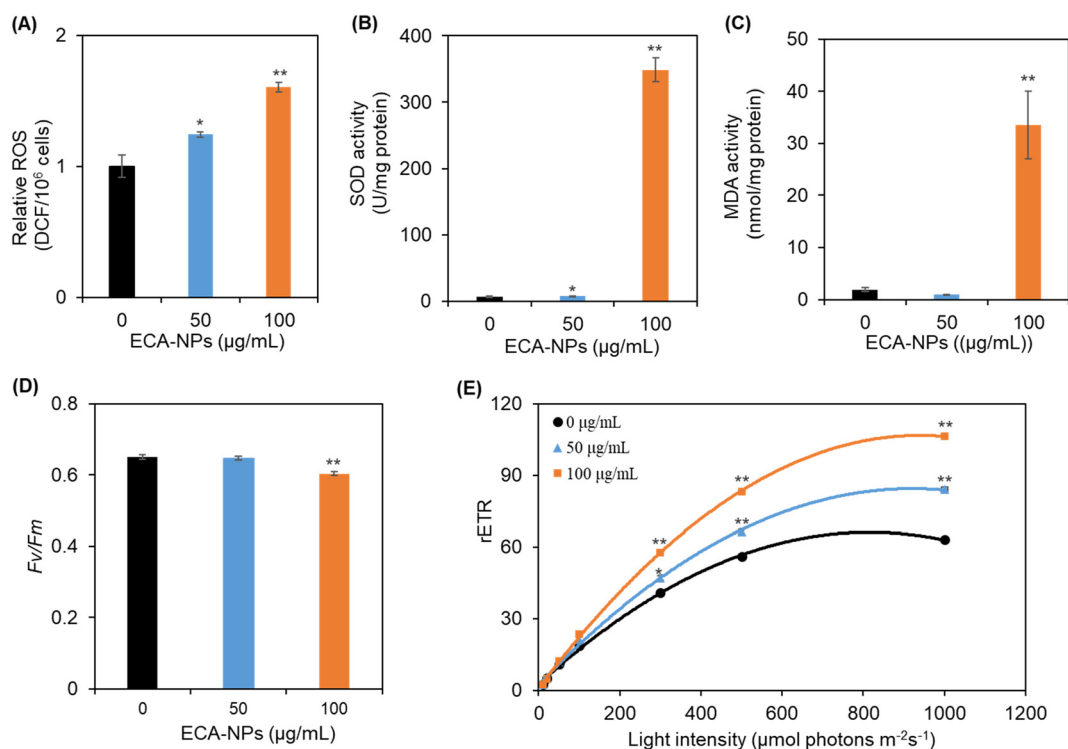 (A)
2
1
0
Relative ROS
(DCF/10⁶ cells)
*
**
0 50 100
ECA-NPs (µg/mL)
(B)
400
300
200
100
0
SOD activity
(U/mg protein)
*
**
0 50 100
ECA-NPs (µg/mL)
(C)
50
40
30
20
10
0
MDA activity
(nmol/mg protein)
**
0 50 100
ECA-NPs ((µg/mL))
(D)
0.8
0.6
0.4
0.2
0
Fv/Fm
**
0 50 100
ECA-NPs (µg/mL)
(E)
120
90
60
30
0
rETR
0 µg/mL
50 µg/mL
100 µg/mL
**
*
**
**
**
**
0 200 400 600 800 1000 1200
Light intensity (µmol photons m⁻²s⁻¹)